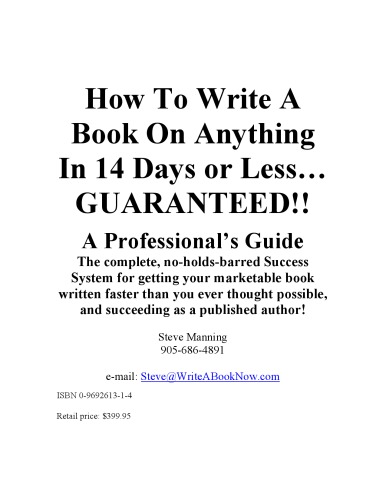 How To Write A
Book On Anything
In 14 Days or Less…
GUARANTEED!!
A Professional’s Guide
The complete, no-holds-barred Success
System for getting your marketable book
written faster than you ever thought possible,
and succeeding as a published author!
Steve Manning
905-686-4891
e-mail: Steve@WriteABookNow.com
ISBN 0-9692613-1-4
Retail price: $399.95